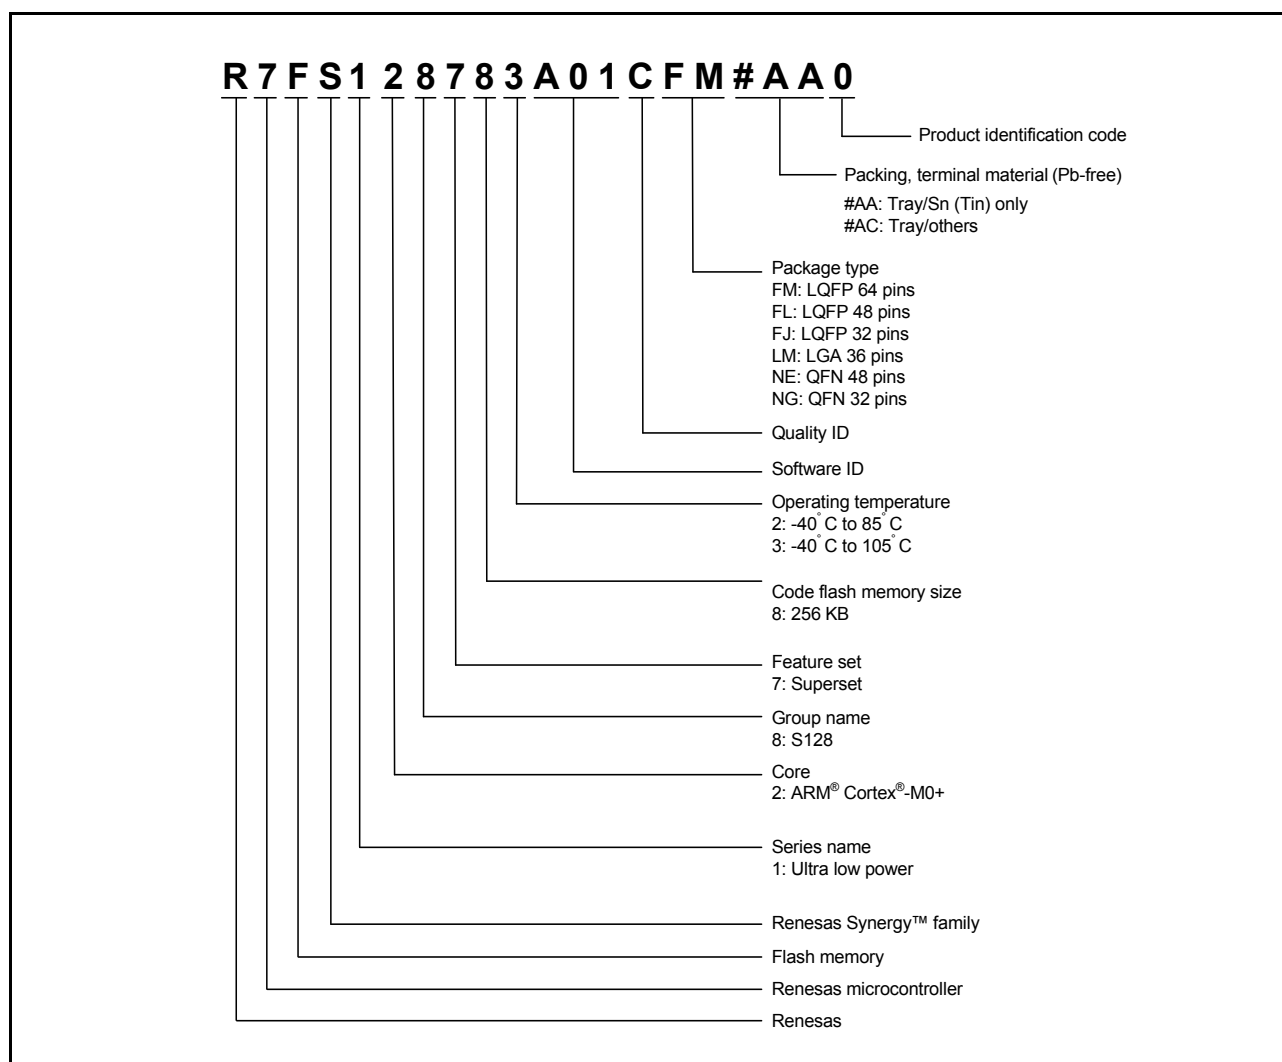 R7FS128783A01CFM#AA0
Product identification code
Packing, terminal material (Pb-free)
#AA: Tray/Sn (Tin) only
#AC: Tray/others
Package type
FM: LQFP 64 pins
FL: LQFP 48 pins
FJ: LQFP 32 pins
LM: LGA 36 pins
NE: QFN 48 pins
NG: QFN 32 pins
Quality ID
Software ID
Operating temperature
2: -40°C to 85°C
3: -40°C to 105°C
Code flash memory size
8: 256 KB
Feature set
7: Superset
Group name
8: S128
Core
2: ARM® Cortex®-M0+
Series name
1: Ultra low power
Renesas Synergy™ family
Flash memory
Renesas microcontroller
Renesas